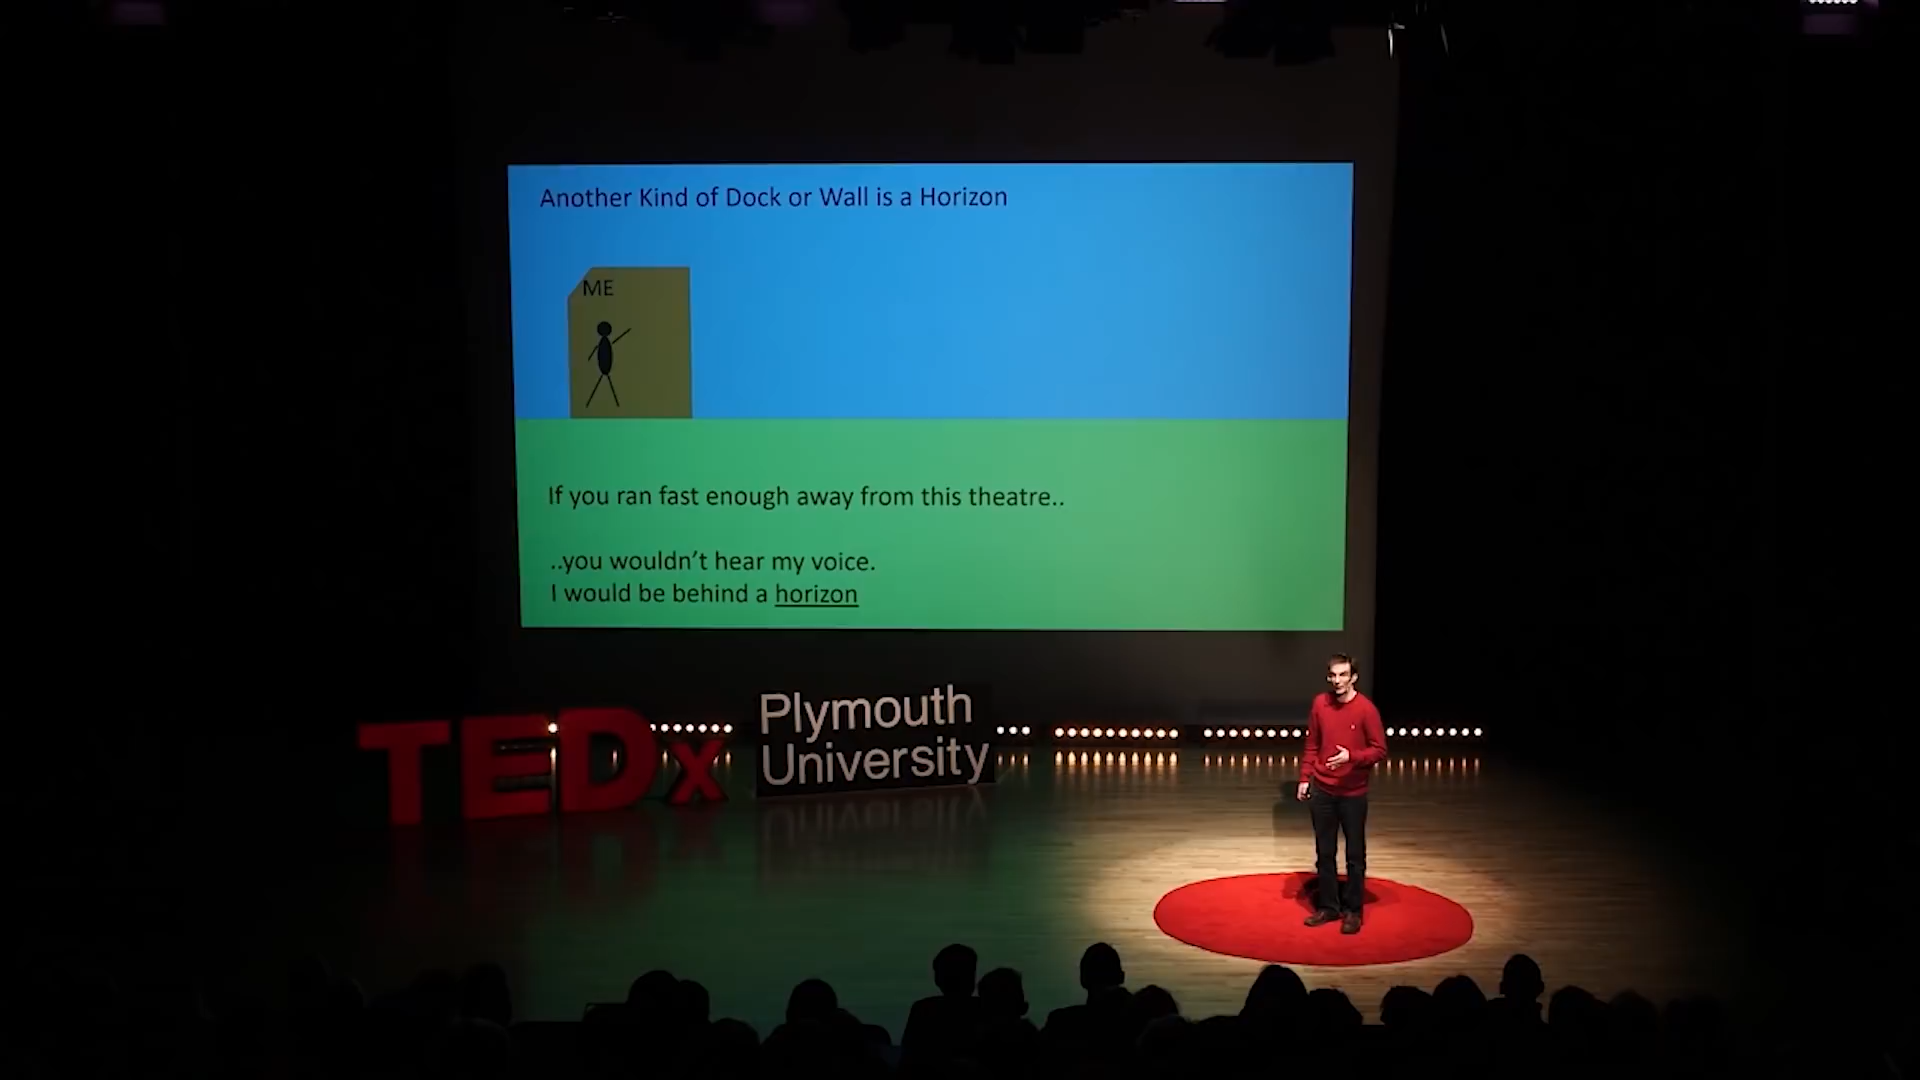 Another Kind of Dock or Wall is a Horizon
ME
If you ran fast enough away from this theatre..
..you wouldn't hear my voice.
I would be behind a horizon
TEDx
Plymouth
University